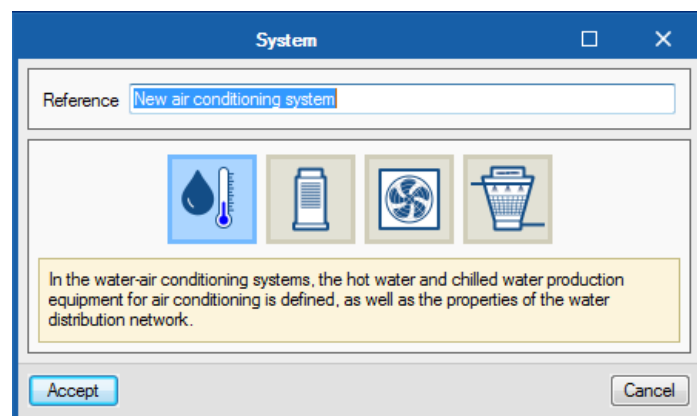 System
Reference New air conditioning system
In the water-air conditioning systems, the hot water and chilled water production
equipment for air conditioning is defined, as well as the properties of the water
distribution network.
Accept Cancel